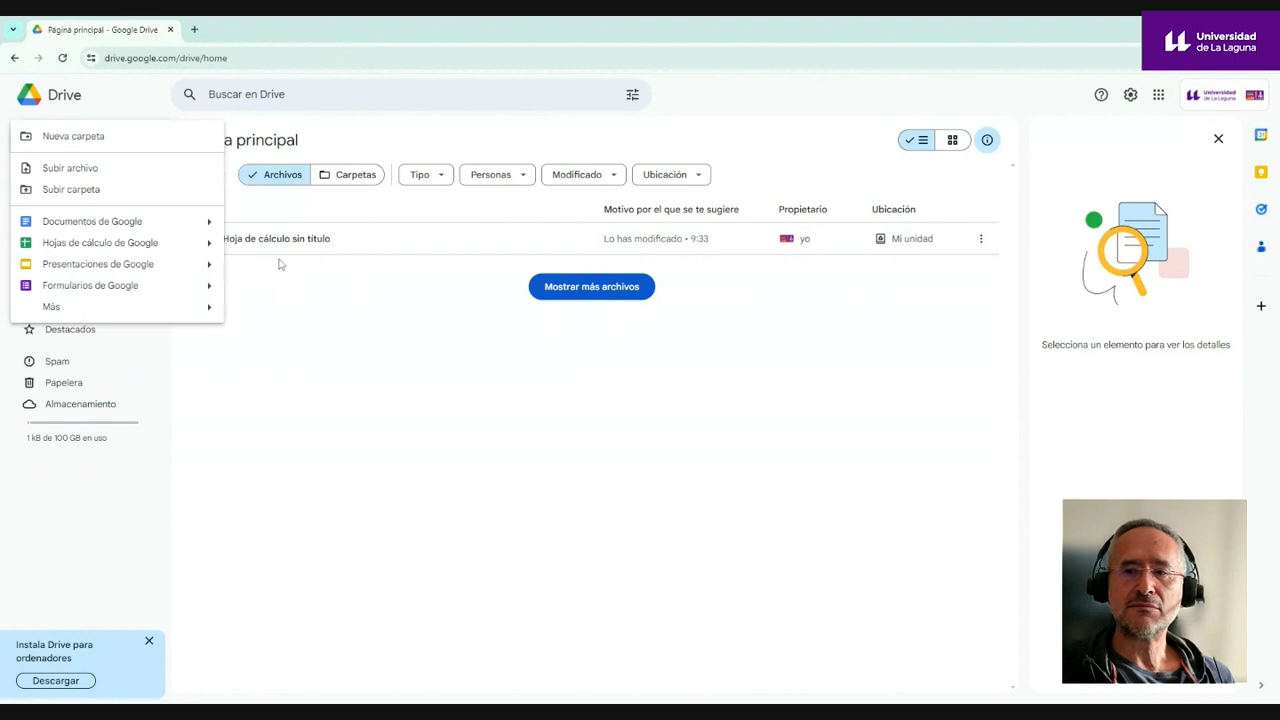 Página principal - Google Drive
Universidad
de La Laguna
drive.google.com/drive/home
Drive
Buscar en Drive
Universidad
de La Laguna
Nueva carpeta
a principal
Subir archivo
Archivos
Carpetas
Tipo
Personas
Modificado
Ubicación
Subir carpeta
Motivo por el que se te sugiere
Propietario
Ubicación
Documentos de Google
Hojas de cálculo de Google
Hoja de cálculo sin título
Lo has modificado • 9:33
yo
Mi unidad
Presentaciones de Google
Formularios de Google
Mostrar más archivos
Más
Destacados
Selecciona un elemento para ver los detalles
Spam
Papelera
Almacenamiento
1 kB de 100 GB en uso
Instala Drive para
ordenadores
Descargar